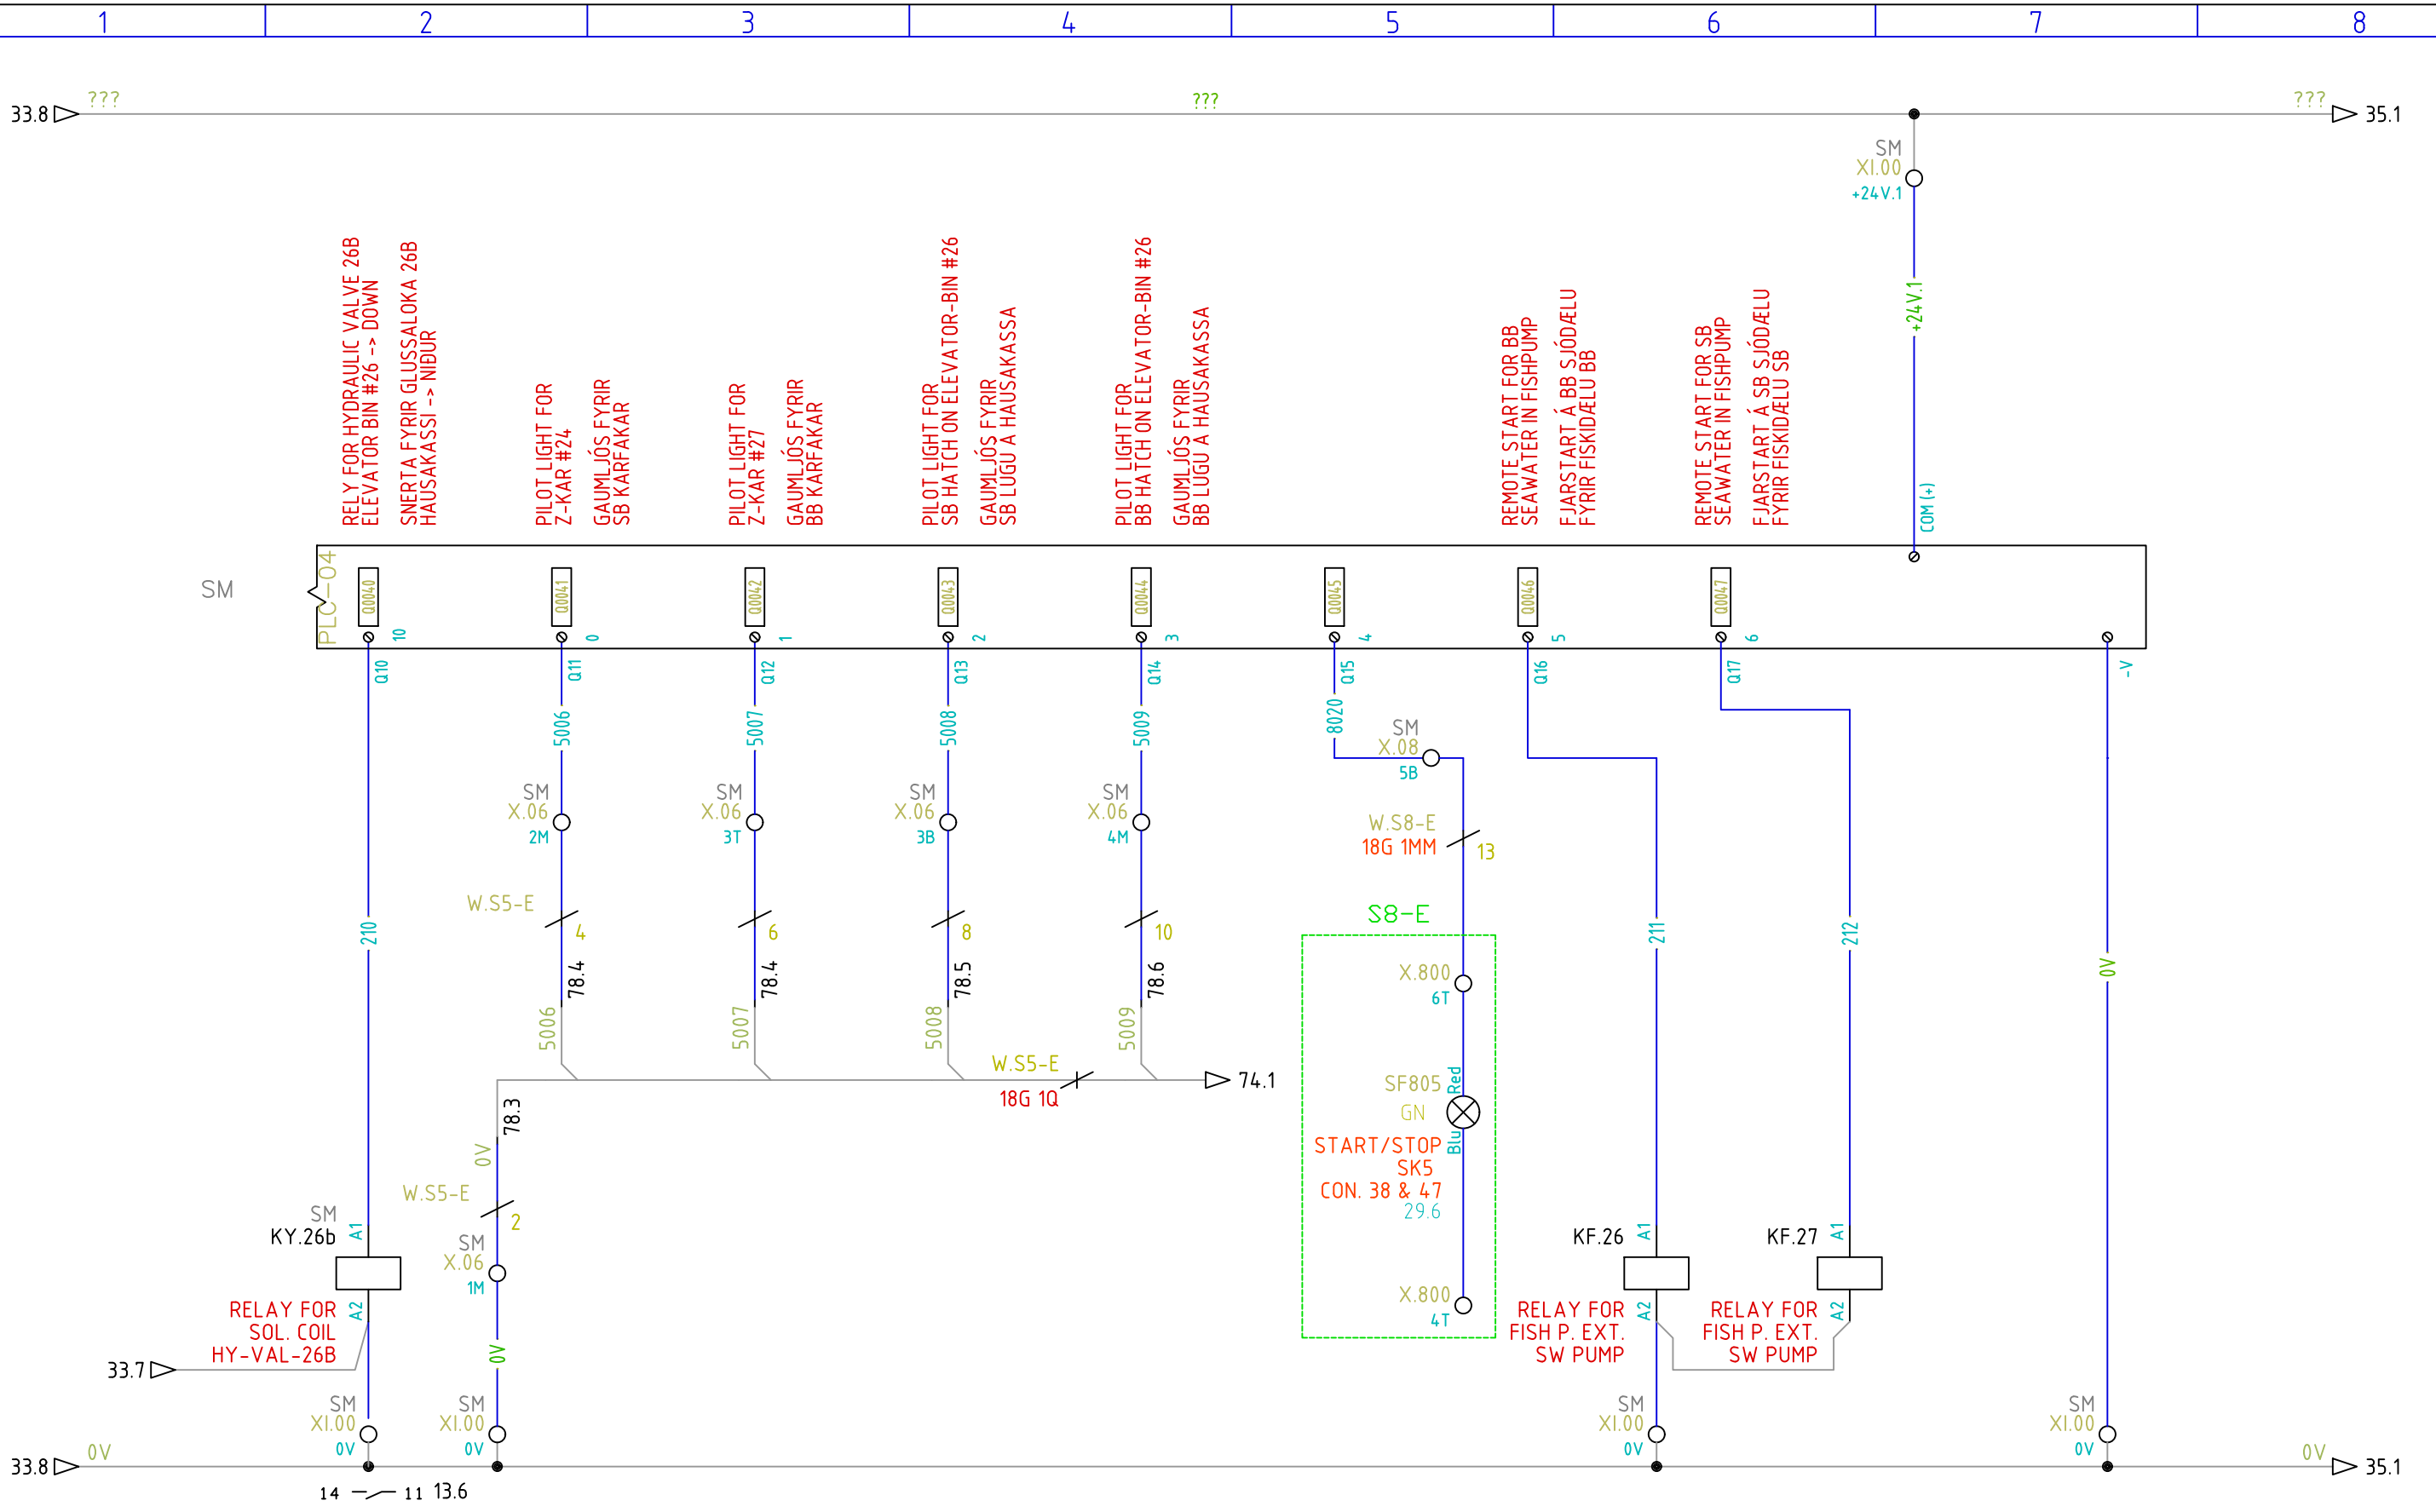 1 2 3 4 5 6 7 8
33.8 ??? ??? ??? 35.1
SM
XI.00
+24V.1
+24V.1
COM (+)
RELY FOR HYDRAULIC VALVE 26B
ELEVATOR BIN #26 -> DOWN
SNERTA FYRIR GLUSSALOKA 26B
HAUSAKASSI -> NIÐUR
PILOT LIGHT FOR
Z-KAR #24
GAUMLJÓS FYRIR
SB KARFAKAR
PILOT LIGHT FOR
Z-KAR #27
GAUMLJÓS FYRIR
BB KARFAKAR
PILOT LIGHT FOR
SB HATCH ON ELEVATOR-BIN #26
GAUMLJÓS FYRIR
SB LUGU A HAUSAKASSA
PILOT LIGHT FOR
BB HATCH ON ELEVATOR-BIN #26
GAUMLJÓS FYRIR
BB LUGU A HAUSAKASSA
REMOTE START FOR BB
SEAWATER IN FISHPUMP
FJARSTART Á BB SJÓDÆLU
FYRIR FISKIDÆLU BB
REMOTE START FOR SB
SEAWATER IN FISHPUMP
FJARSTART Á SB SJÓDÆLU
FYRIR FISKIDÆLU SB
SM
PLC-04
Q0040 Q0041 Q0042 Q0043 Q0044 Q0045 Q0046 Q0047
10 0 1 2 3 4 5 6
Q10 Q11 Q12 Q13 Q14 Q15 Q16 Q17 -V
5006 5007 5008 5009 8020
SM
X.08
5B
SM
X.06
2M
SM
X.06
3T
SM
X.06
3B
SM
X.06
4M
W.S8-E
18G 1MM
13
W.S5-E
4 6 8 10
210 211 212 0V
78.4 78.4 78.5 78.6
5006 5007 5008 5009
W.S5-E
18G 1Q
74.1
S8-E
X.800
6T
SF805
GN
Red
Blu
START/STOP
SK5
CON. 38 & 47
29.6
X.800
4T
78.3
0V
W.S5-E
2
SM
X.06
1M
0V
SM
KY.26b
A1
A2
RELAY FOR
SOL. COIL
HY-VAL-26B
33.7
KF.26
A1
A2
RELAY FOR
FISH P. EXT.
SW PUMP
KF.27
A1
A2
RELAY FOR
FISH P. EXT.
SW PUMP
SM
XI.00
0V
SM
XI.00
0V
SM
XI.00
0V
SM
XI.00
0V
33.8 0V 0V 35.1
14 11 13.6